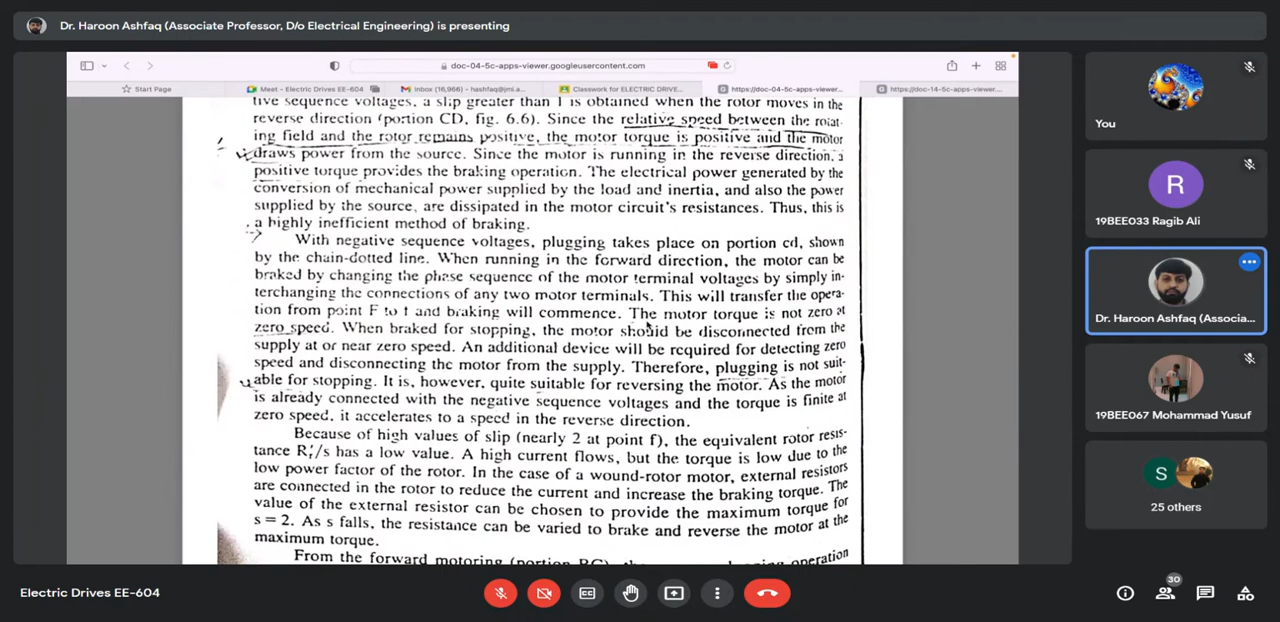 Dr. Haroon Ashfaq (Associate Professor, D/o Electrical Engineering) is presenting
doc-04-5c-apps-viewer.googleusercontent.com
Start Page
Meet - Electric Drives EE-604
Inbox (16,966) - hashfaq@jmi.a...
Classwork for ELECTRIC DRIVE...
https://doc-04-5c-apps-viewer...
https://doc-14-5c-apps-viewer...
tive sequence voltages, a slip greater than 1 is obtained when the rotor moves in the
reverse direction (portion CD, fig. 6.6). Since the relative speed between the rotat-
ing field and the rotor remains positive, the motor torque is positive and the motor
draws power from the source. Since the motor is running in the reverse direction, a
positive torque provides the braking operation. The electrical power generated by the
conversion of mechanical power supplied by the load and inertia, and also the power
supplied by the source, are dissipated in the motor circuit's resistances. Thus, this is
a highly inefficient method of braking.
With negative sequence voltages, plugging takes place on portion cd, shown
by the chain-dotted line. When running in the forward direction, the motor can be
braked by changing the phase sequence of the motor terminal voltages by simply in-
terchanging the connections of any two motor terminals. This will transfer the opera-
tion from point F to f and braking will commence. The motor torque is not zero at
zero speed. When braked for stopping, the motor should be disconnected from the
supply at or near zero speed. An additional device will be required for detecting zero
speed and disconnecting the motor from the supply. Therefore, plugging is not suit-
able for stopping. It is, however, quite suitable for reversing the motor. As the motor
is already connected with the negative sequence voltages and the torque is finite at
zero speed, it accelerates to a speed in the reverse direction.
Because of high values of slip (nearly 2 at point f), the equivalent rotor resis-
tance Rr'/s has a low value. A high current flows, but the torque is low due to the
low power factor of the rotor. In the case of a wound-rotor motor, external resistors
are connected in the rotor to reduce the current and increase the braking torque. The
value of the external resistor can be chosen to provide the maximum torque for
s = 2. As s falls, the resistance can be varied to brake and reverse the motor at the
maximum torque.
From the forward motoring (portion BC), the operation
You
R
19BEE033 Ragib Ali
Dr. Haroon Ashfaq (Associa...
19BEE067 Mohammad Yusuf
S
25 others
Electric Drives EE-604
30